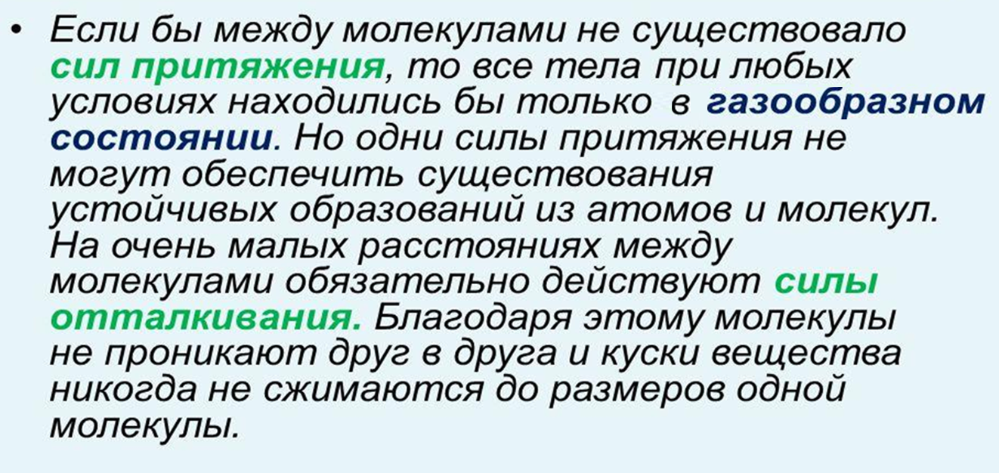 • Если бы между молекулами не существовало
сил притяжения, то все тела при любых
условиях находились бы только в газообразном
состоянии. Но одни силы притяжения не
могут обеспечить существования
устойчивых образований из атомов и молекул.
На очень малых расстояниях между
молекулами обязательно действуют силы
отталкивания. Благодаря этому молекулы
не проникают друг в друга и куски вещества
никогда не сжимаются до размеров одной
молекулы.